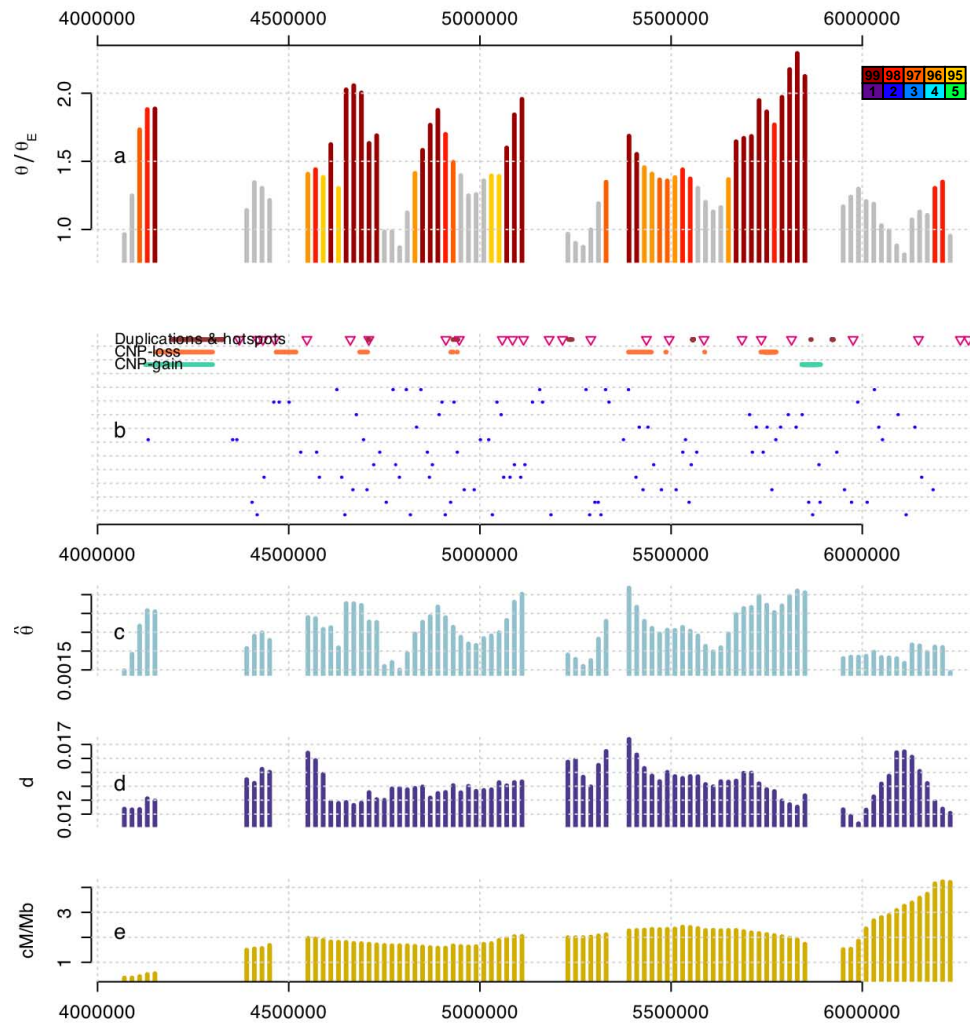 4000000 4500000 5000000 5500000 6000000
θ / θE
2.0
1.5
1.0
a
99 98 97 96 95
1 2 3 4 5
Duplications & hotspots
CNP-loss
CNP-gain
b
4000000 4500000 5000000 5500000 6000000
θ̂
0.0015
c
d
0.017
0.012
d
cM/Mb
3
1
e
4000000 4500000 5000000 5500000 6000000